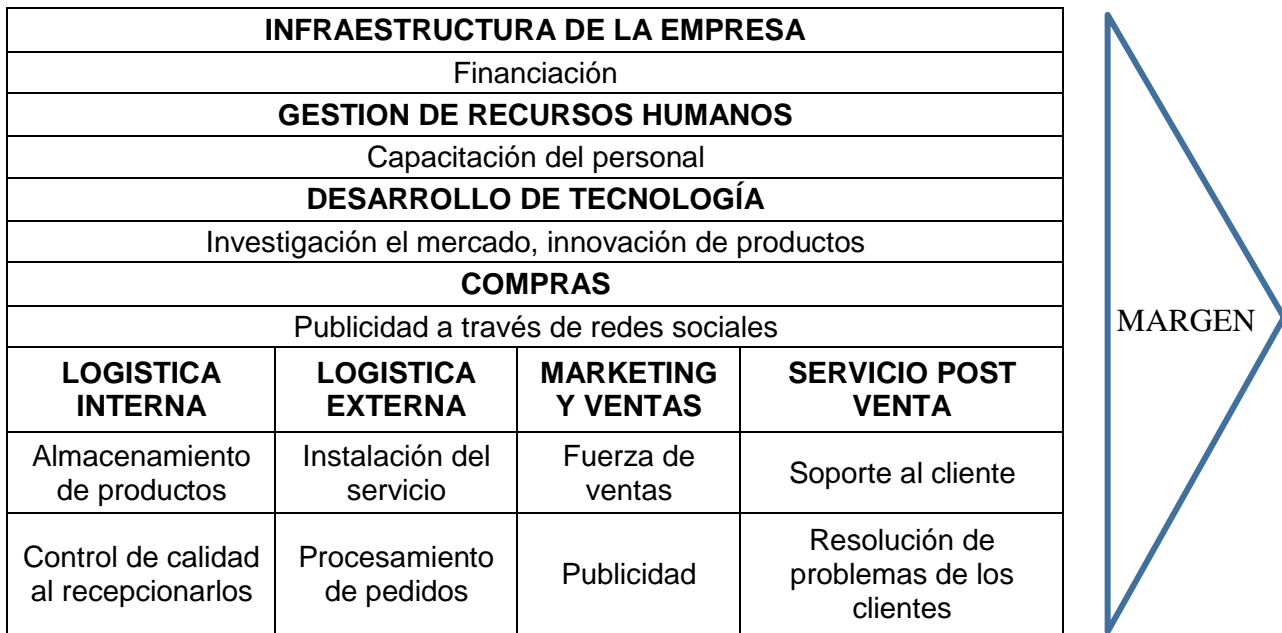 INFRAESTRUCTURA DE LA EMPRESA
Financiación
GESTION DE RECURSOS HUMANOS
Capacitación del personal
DESARROLLO DE TECNOLOGÍA
Investigación el mercado, innovación de productos
COMPRAS
Publicidad a través de redes sociales
LOGISTICA
INTERNA
LOGISTICA
EXTERNA
MARKETING
Y VENTAS
SERVICIO POST
VENTA
Almacenamiento
de productos
Instalación del
servicio
Fuerza de
ventas
Soporte al cliente
Control de calidad
al recepcionarlos
Procesamiento
de pedidos
Publicidad
Resolución de
problemas de los
clientes
MARGEN